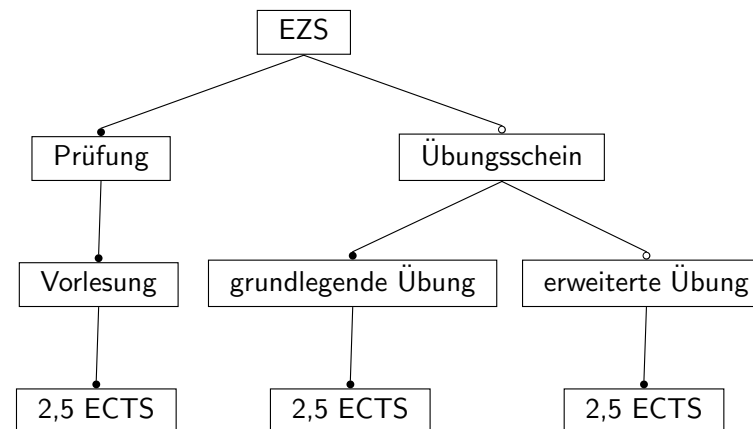 EZS
Prüfung
Übungsschein
Vorlesung
grundlegende Übung
erweiterte Übung
2,5 ECTS
2,5 ECTS
2,5 ECTS